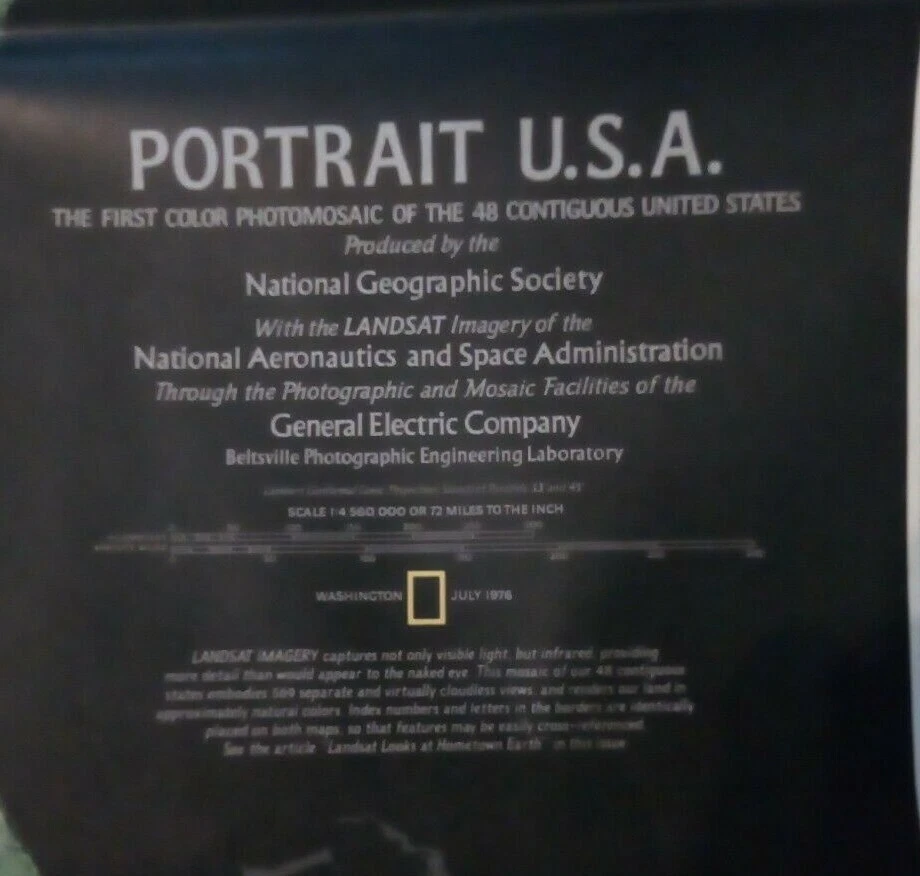 PORTRAIT U.S.A.
THE FIRST COLOR PHOTOMOSAIC OF THE 48 CONTIGUOUS UNITED STATES
Produced by the
National Geographic Society
With the LANDSAT Imagery of the
National Aeronautics and Space Administration
Through the Photographic and Mosaic Facilities of the
General Electric Company
Beltsville Photographic Engineering Laboratory
SCALE 1:4 560 000 OR 72 MILES TO THE INCH
WASHINGTON JULY 1976
LANDSAT IMAGERY captures not only visible light, but infrared, providing
more detail than would appear to the naked eye. This mosaic of our 48 contiguous
states embodies 569 separate and virtually cloudless views, and renders our land in
approximately natural colors. Index numbers and letters in the borders are identically
placed on both maps, so that features may be easily cross-referenced.
See the article "Landsat Looks at Hometown Earth" in this issue